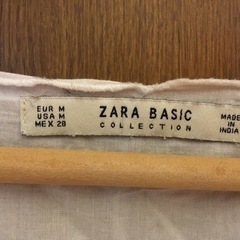 EUR M
USA M
MEX 28
ZARA BASIC
COLLECTION
MADE
IN
INDIA